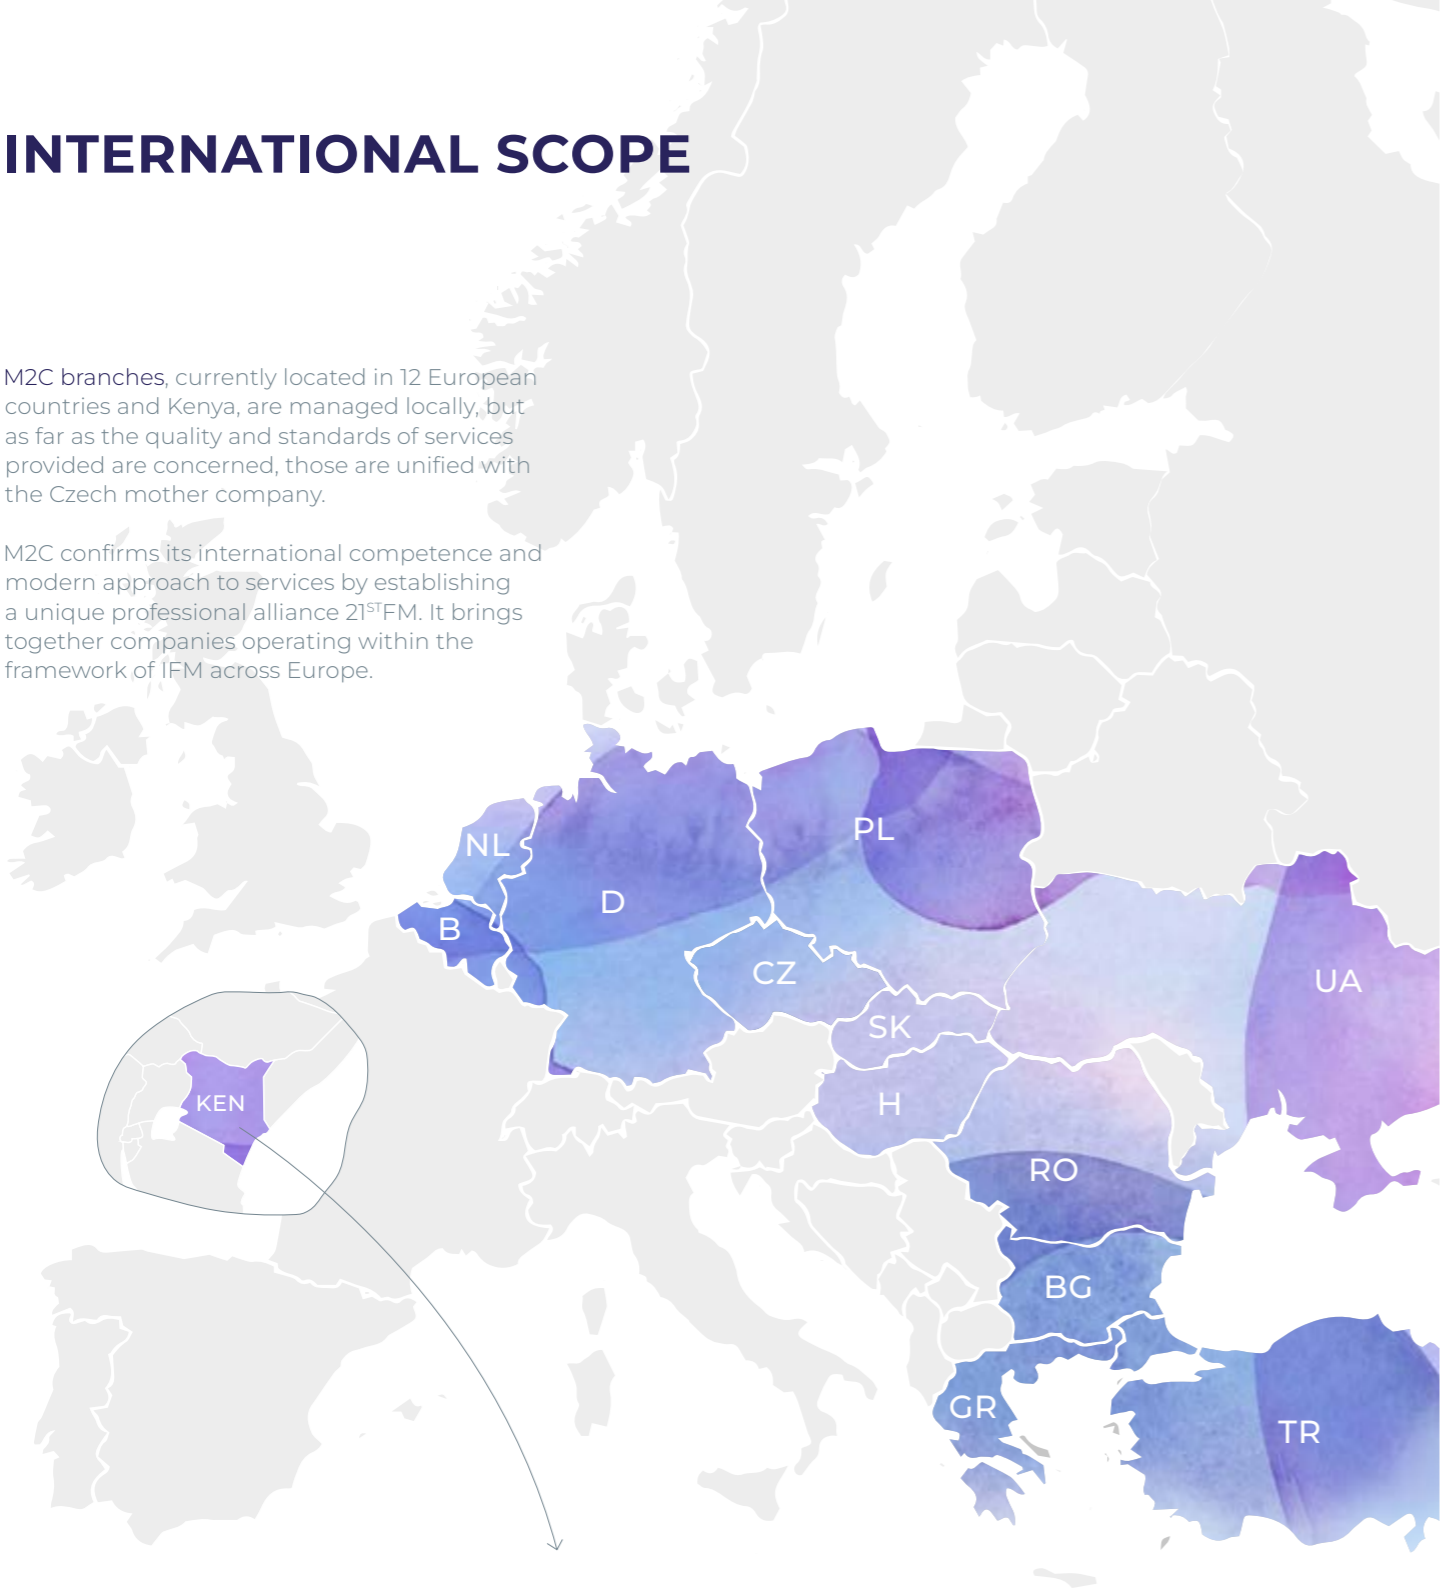 INTERNATIONAL SCOPE
M2C branches, currently located in 12 European
countries and Kenya, are managed locally, but
as far as the quality and standards of services
provided are concerned, those are unified with
the Czech mother company.
M2C confirms its international competence and
modern approach to services by establishing
a unique professional alliance 21STFM. It brings
together companies operating within the
framework of IFM across Europe.
PL
NL
D
B
CZ
UA
SK
H
KEN
RO
BG
GR
TR